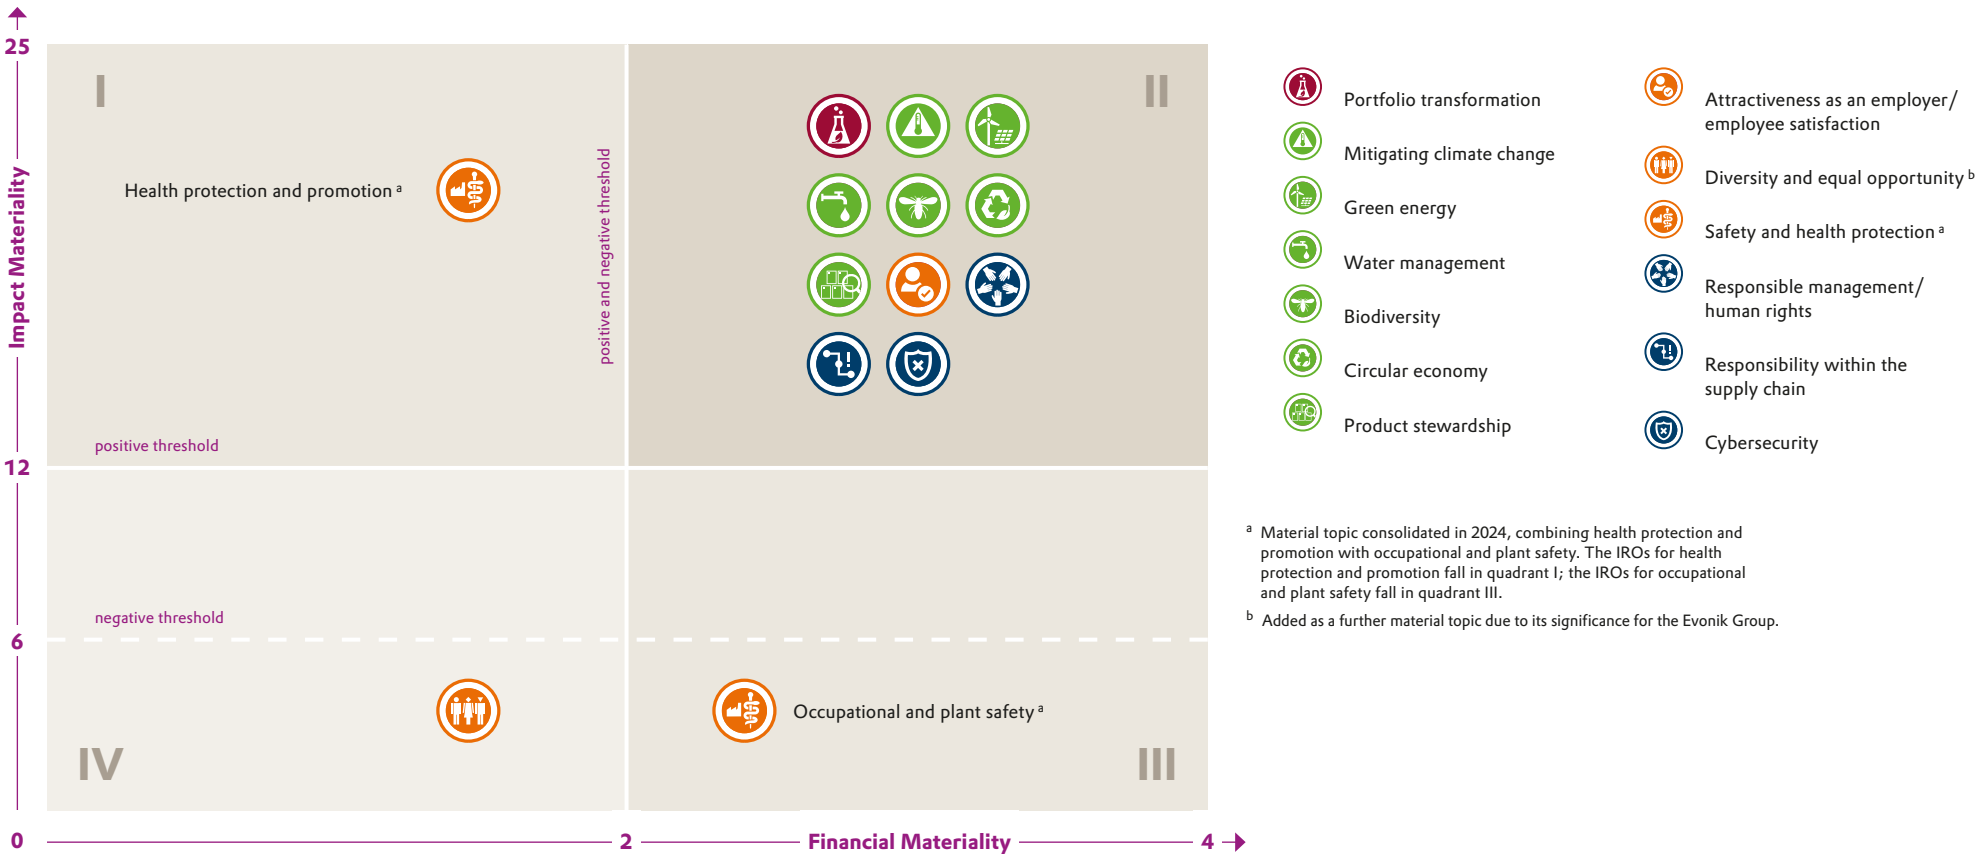 25
I
II
Health protection and promotion a
positive and negative threshold
Impact Materiality
positive threshold
12
negative threshold
6
Occupational and plant safety a
IV
III
0
2
Financial Materiality
4
Portfolio transformation
Mitigating climate change
Green energy
Water management
Biodiversity
Circular economy
Product stewardship
Attractiveness as an employer/
employee satisfaction
Diversity and equal opportunity b
Safety and health protection a
Responsible management/
human rights
Responsibility within the
supply chain
Cybersecurity
a Material topic consolidated in 2024, combining health protection and
promotion with occupational and plant safety. The IROs for health
protection and promotion fall in quadrant I; the IROs for occupational
and plant safety fall in quadrant III.
b Added as a further material topic due to its significance for the Evonik Group.